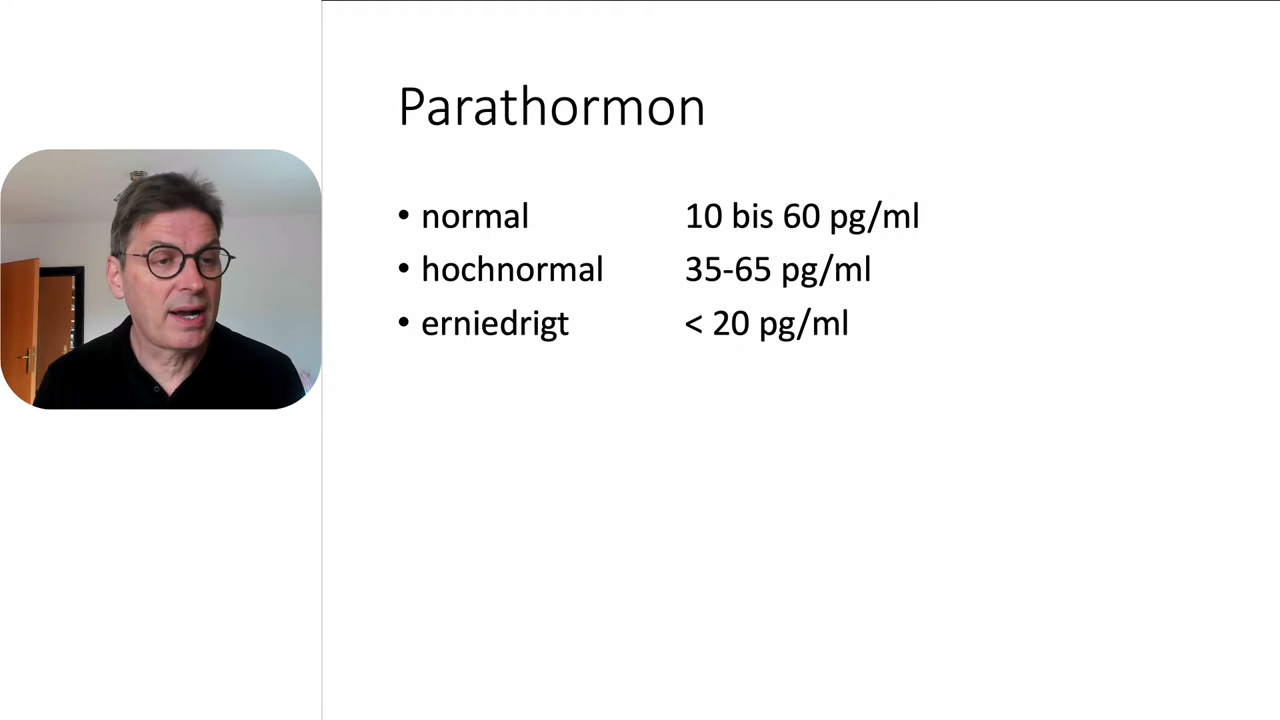 Parathormon
• normal 10 bis 60 pg/ml
• hochnormal 35-65 pg/ml
• erniedrigt < 20 pg/ml